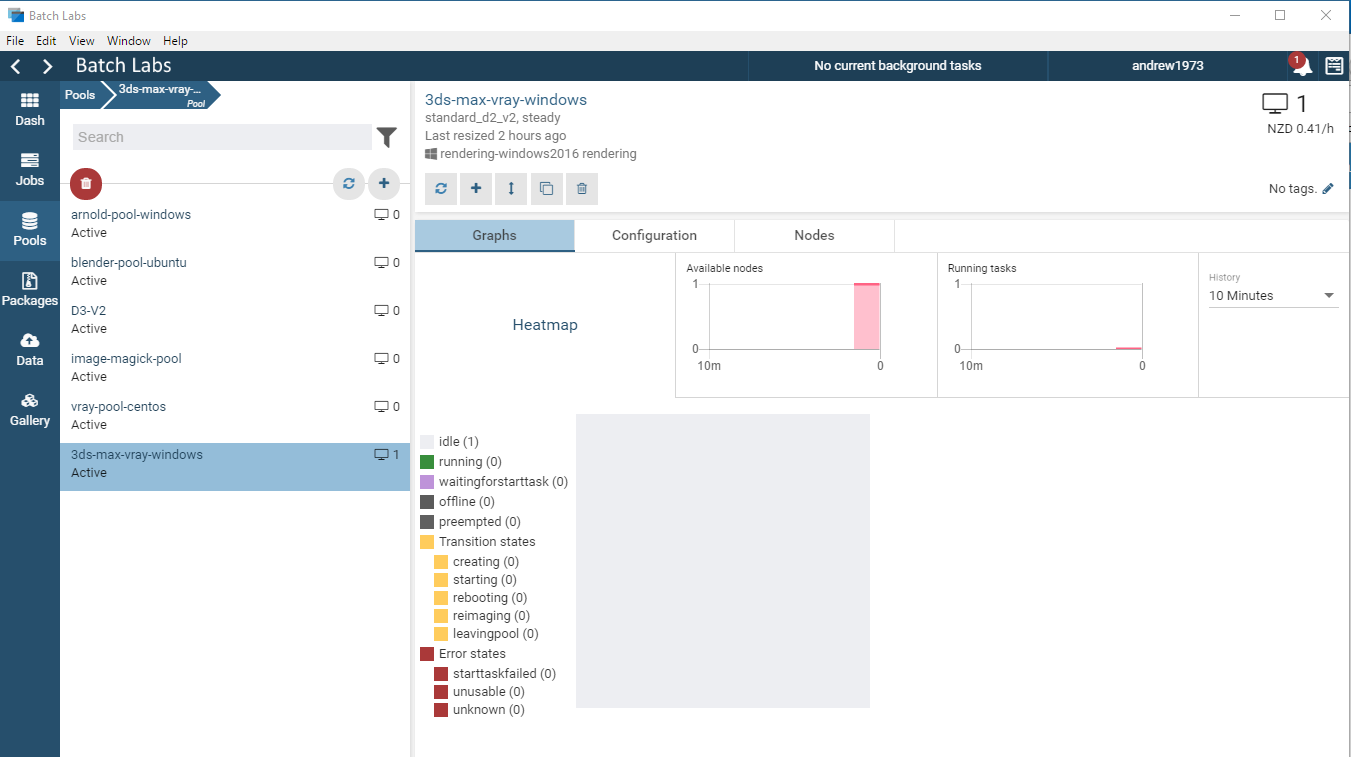 Batch Labs
File Edit View Window Help
Batch Labs
No current background tasks
andrew1973
1
Dash
Jobs
Pools
Packages
Data
Gallery
Pools
3ds-max-vray-...
Pool
Search
arnold-pool-windows 0
Active
blender-pool-ubuntu 0
Active
D3-V2 0
Active
image-magick-pool 0
Active
vray-pool-centos 0
Active
3ds-max-vray-windows 1
Active
3ds-max-vray-windows
standard_d2_v2, steady
Last resized 2 hours ago
rendering-windows2016 rendering
1
NZD 0.41/h
No tags.
Graphs Configuration Nodes
Heatmap
Available nodes
1
0
10m 0
Running tasks
1
0
10m 0
History
10 Minutes
idle (1)
running (0)
waitingforstarttask (0)
offline (0)
preempted (0)
Transition states
creating (0)
starting (0)
rebooting (0)
reimaging (0)
leavingpool (0)
Error states
starttaskfailed (0)
unusable (0)
unknown (0)